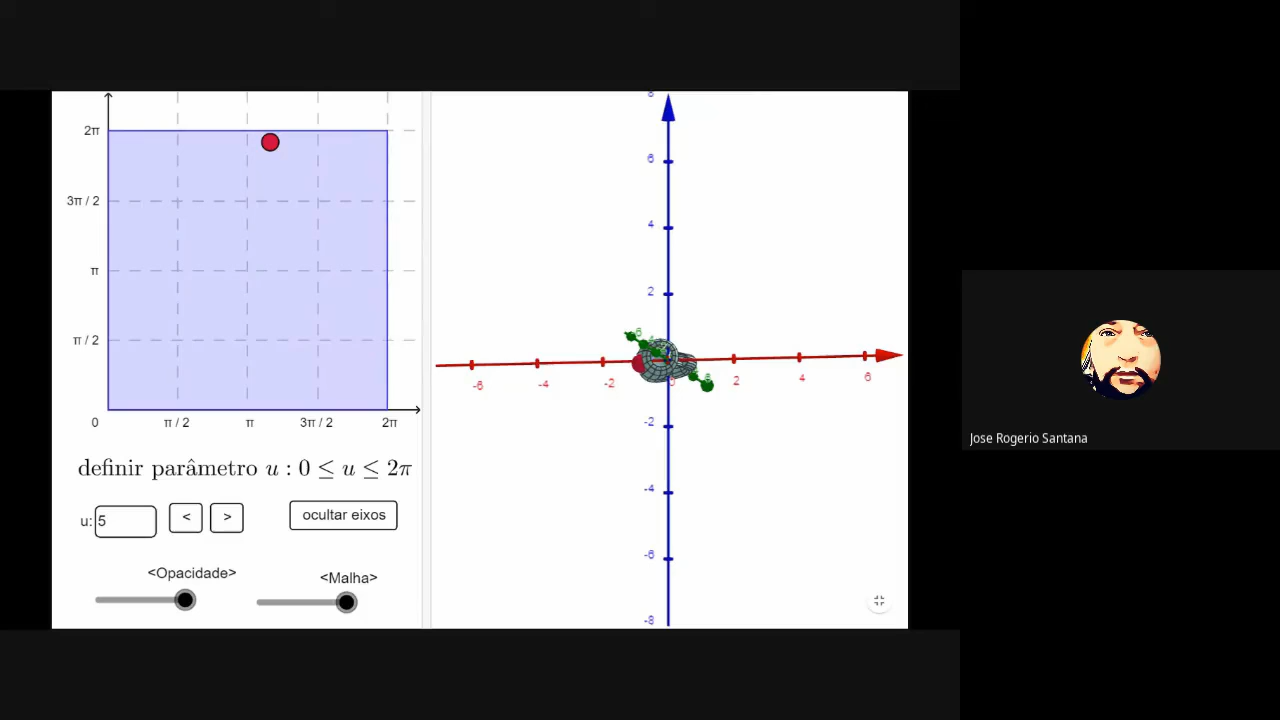 2π
3π / 2
π
π / 2
0
π / 2
π
3π / 2
2π
definir parâmetro u : 0 ≤ u ≤ 2π
u: 5
<
>
ocultar eixos
<Opacidade>
<Malha>
8
6
4
2
-2
-4
-6
-8
-6
-4
-2
0
2
4
6
Jose Rogerio Santana